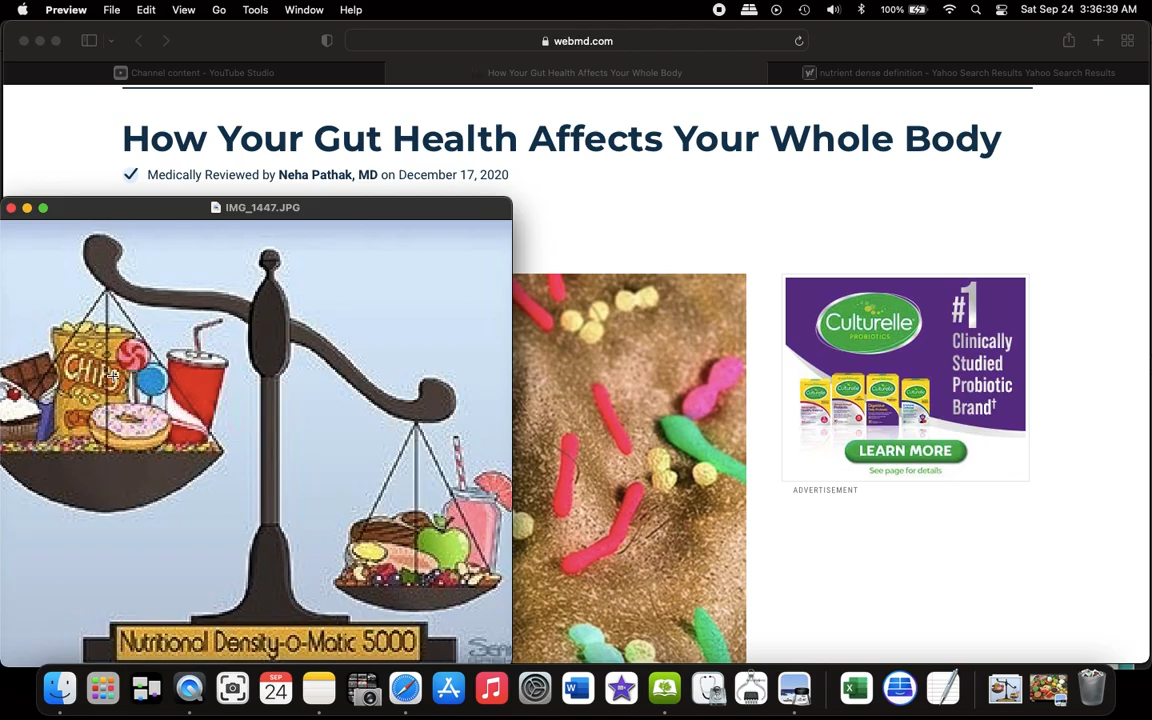 Preview File Edit View Go Tools Window Help
100% Sat Sep 24 3:36:39 AM
webmd.com
Channel content - YouTube Studio
How Your Gut Health Affects Your Whole Body
nutrient dense definition - Yahoo Search Results Yahoo Search Results
How Your Gut Health Affects Your Whole Body
Medically Reviewed by Neha Pathak, MD on December 17, 2020
IMG_1447.JPG
CHIPS
Nutritional Density-o-Matic 5000
Culturelle
PROBIOTICS
#1
Clinically
Studied
Probiotic
Brand†
LEARN MORE
See page for details
ADVERTISEMENT
SEP
24